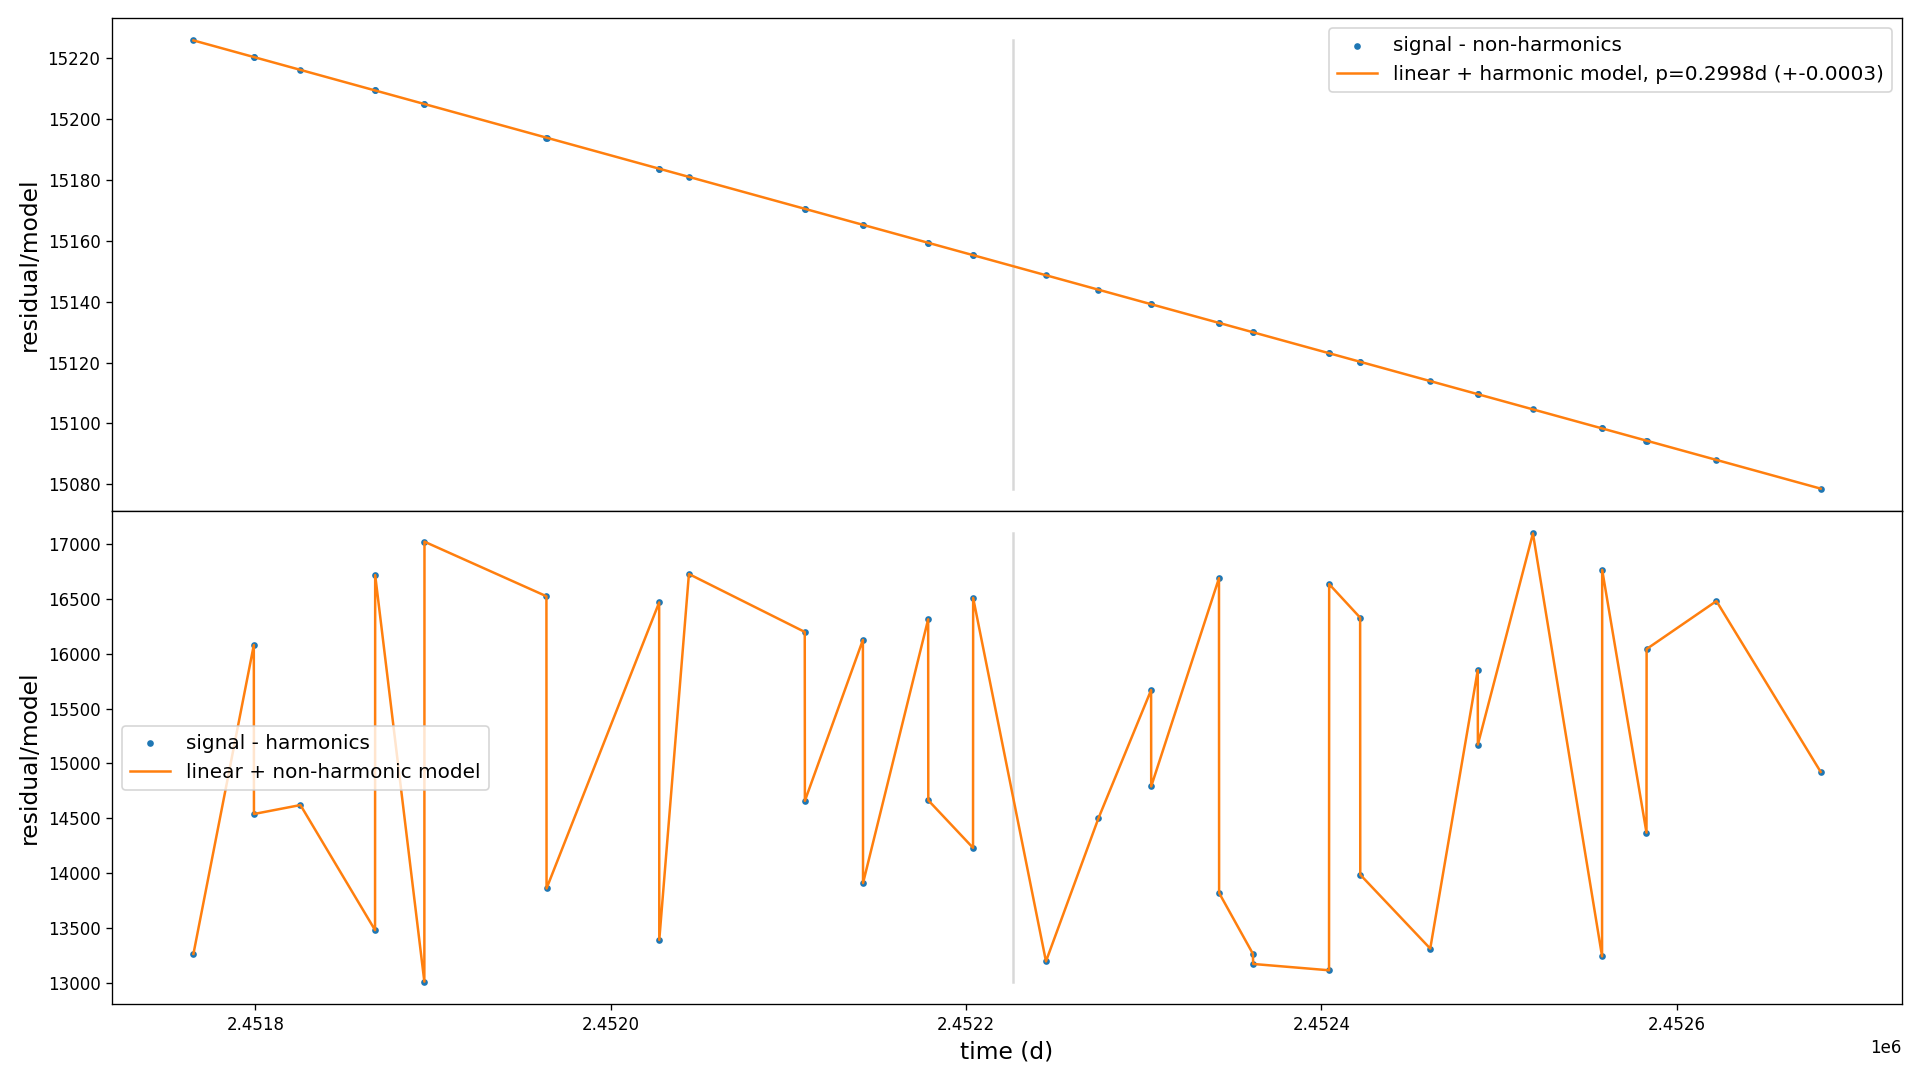 signal - non-harmonics
linear + harmonic model, p=0.2998d (+-0.0003)
residual/model
15220
15200
15180
15160
15140
15120
15100
15080
residual/model
17000
16500
16000
15500
15000
14500
14000
13500
13000
signal - harmonics
linear + non-harmonic model
2.4518
2.4520
2.4522
2.4524
2.4526
time (d)
1e6